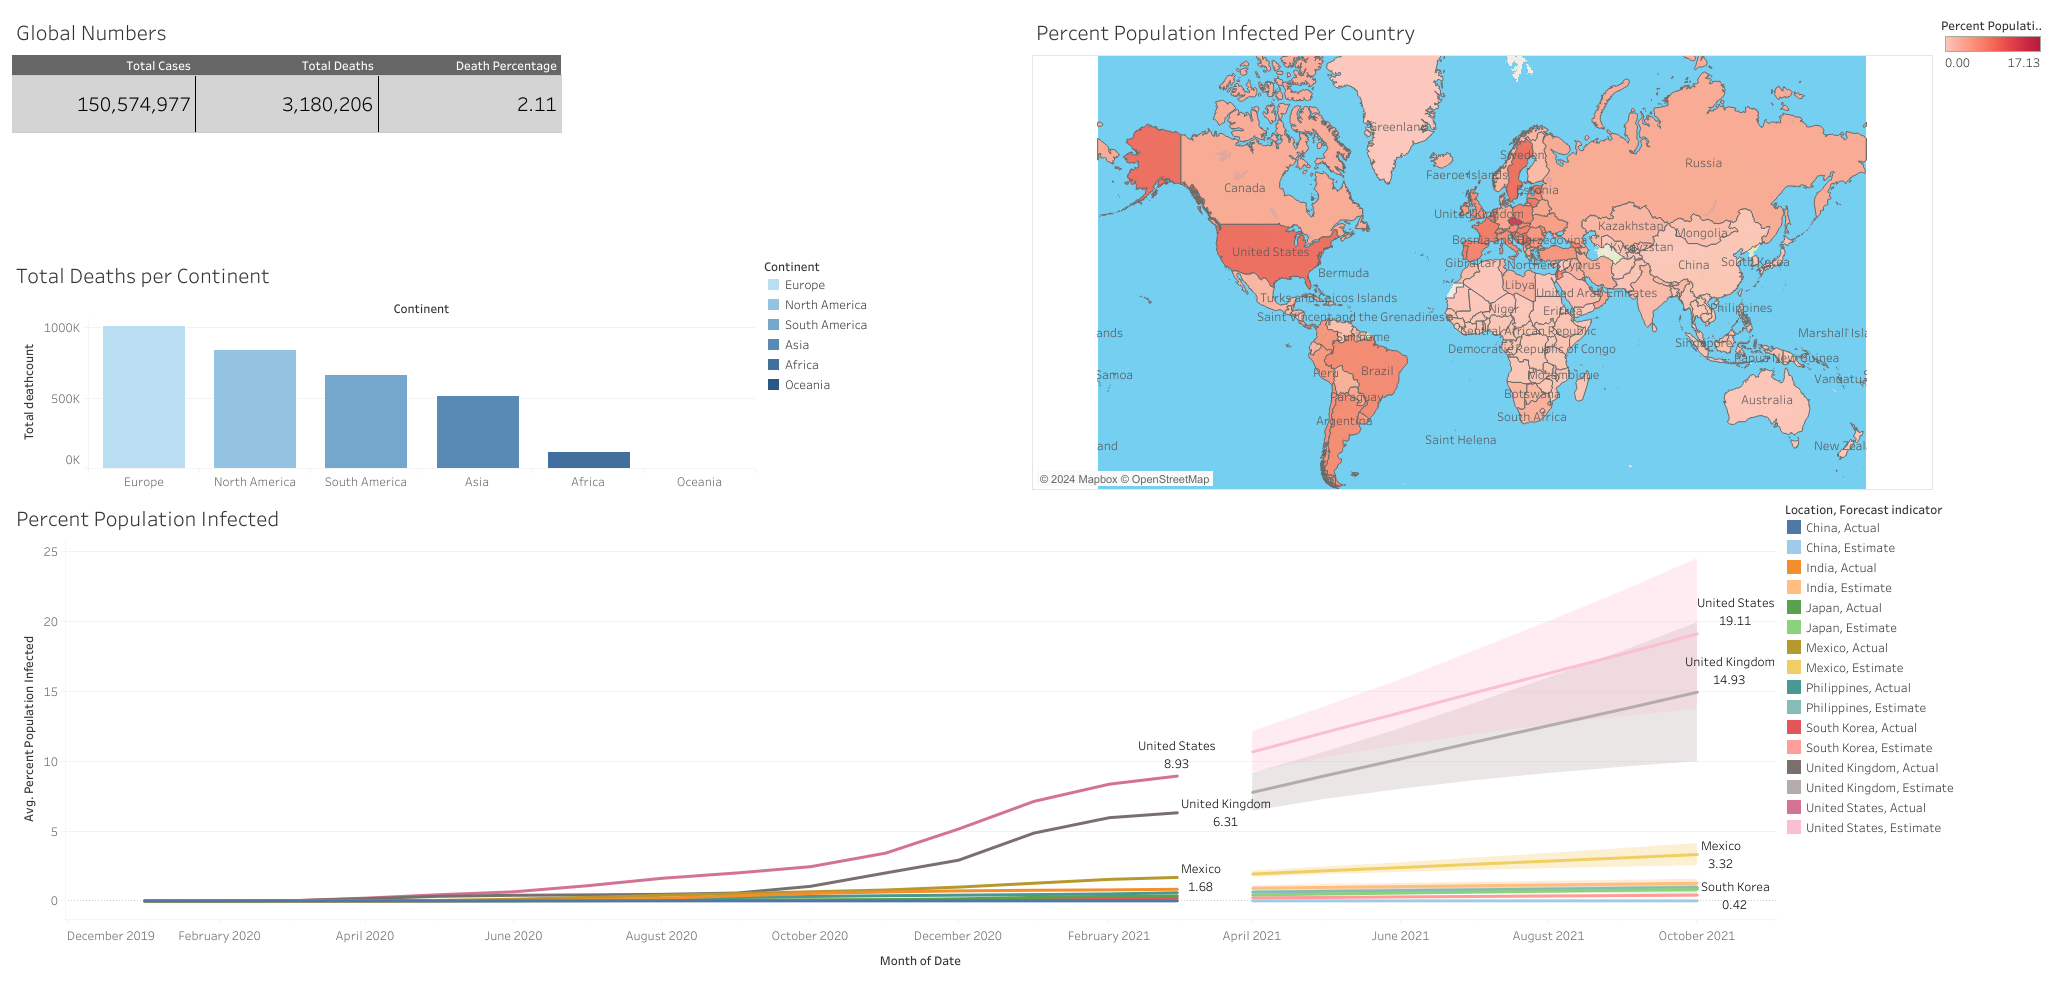 Global Numbers
Total Cases Total Deaths Death Percentage
150,574,977 3,180,206 2.11
Total Deaths per Continent
Continent
Total deathcount
1000K
500K
0K
Europe North America South America Asia Africa Oceania
Continent
Europe
North America
South America
Asia
Africa
Oceania
Percent Population Infected Per Country
Percent Populati..
0.00 17.13
Greenland
Sweden
Russia
Faeroe Islands
Canada
Estonia
United Kingdom
Kazakhstan
Mongolia
Bosnia and Herzegovina
Kyrgyzstan
United States
Gibraltar
Northern Cyprus
China
South Korea
Bermuda
Libya
United Arab Emirates
Turks and Caicos Islands
Niger
Eritrea
Philippines
Saint Vincent and the Grenadines
Central African Republic
ands
Marshall Isla
Suriname
Singapore
Democratic Republic of Congo
Papua New Guinea
Samoa
Peru
Brazil
Mozambique
Vanuatu
Paraguay
Botswana
Australia
Argentina
South Africa
Saint Helena
and
New Zeal
© 2024 Mapbox © OpenStreetMap
Percent Population Infected
Avg. Percent Population Infected
25
20
15
10
5
0
United States
19.11
United Kingdom
14.93
United States
8.93
United Kingdom
6.31
Mexico
3.32
Mexico
1.68
South Korea
0.42
December 2019 February 2020 April 2020 June 2020 August 2020 October 2020 December 2020 February 2021 April 2021 June 2021 August 2021 October 2021
Month of Date
Location, Forecast indicator
China, Actual
China, Estimate
India, Actual
India, Estimate
Japan, Actual
Japan, Estimate
Mexico, Actual
Mexico, Estimate
Philippines, Actual
Philippines, Estimate
South Korea, Actual
South Korea, Estimate
United Kingdom, Actual
United Kingdom, Estimate
United States, Actual
United States, Estimate